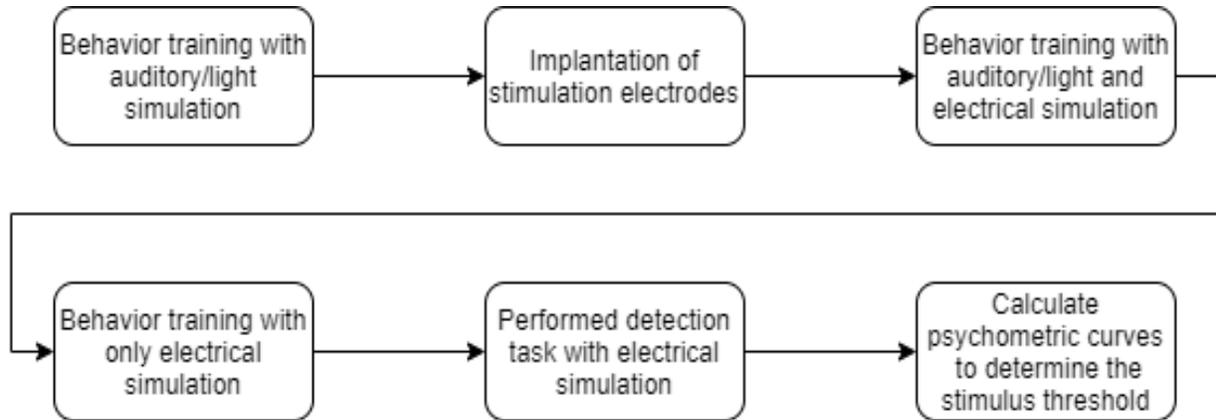 Behavior training with
auditory/light
simulation
Implantation of
stimulation electrodes
Behavior training with
auditory/light and
electrical simulation
Behavior training with
only electrical
simulation
Performed detection
task with electrical
simulation
Calculate
psychometric curves
to determine the
stimulus threshold